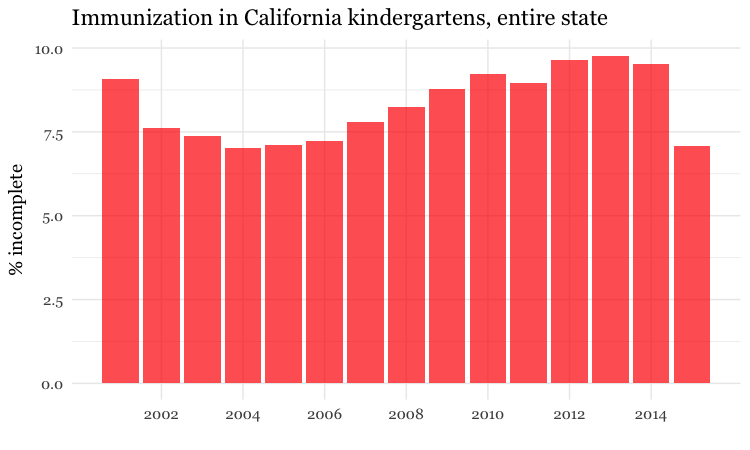 Immunization in California kindergartens, entire state
% incomplete
10.0
7.5
5.0
2.5
0.0
2002 2004 2006 2008 2010 2012 2014